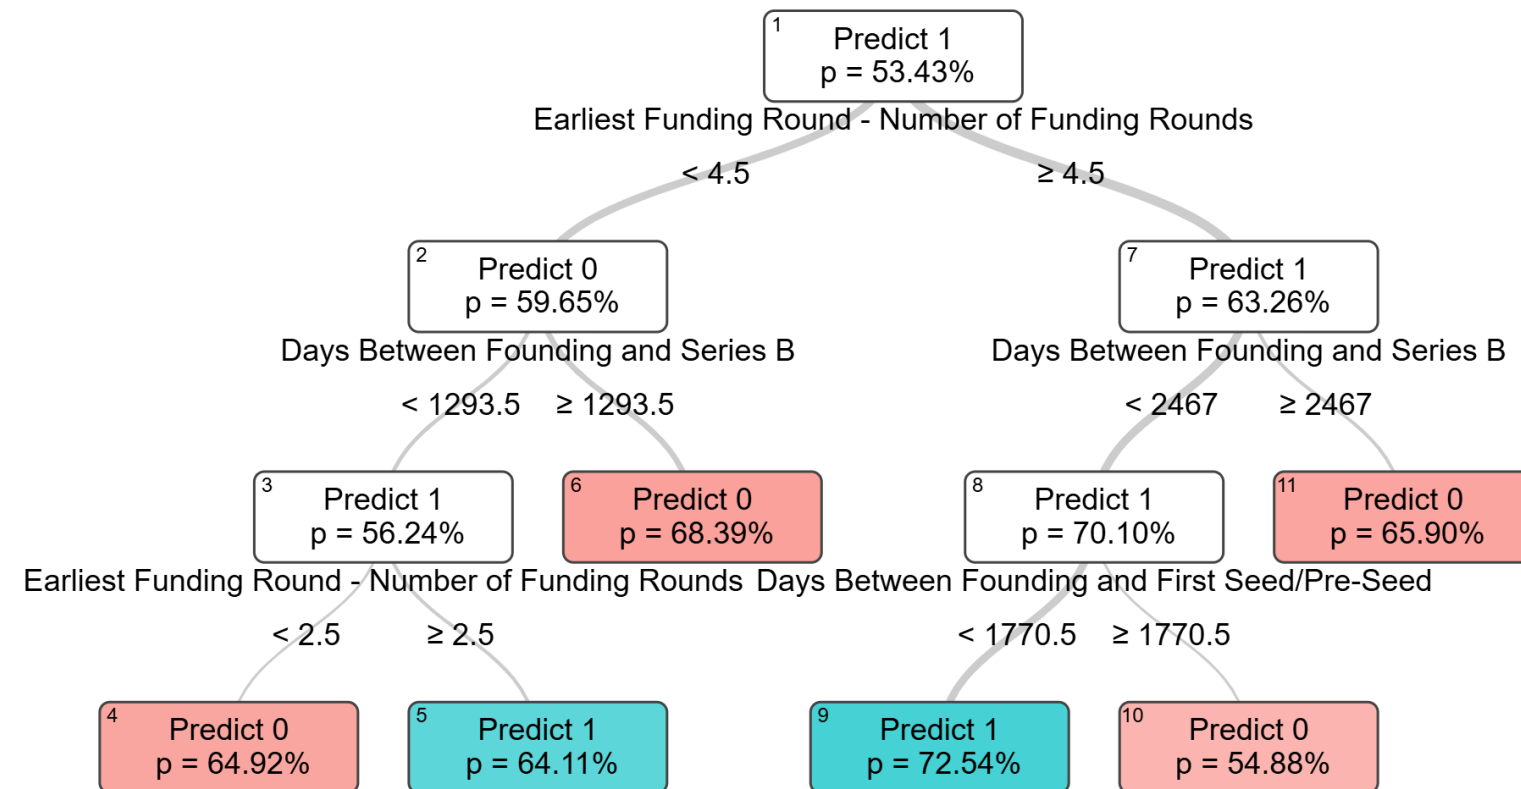 1
Predict 1
p = 53.43%
Earliest Funding Round - Number of Funding Rounds
< 4.5 ≥ 4.5
2
Predict 0
p = 59.65%
7
Predict 1
p = 63.26%
Days Between Founding and Series B
Days Between Founding and Series B
< 1293.5 ≥ 1293.5
< 2467 ≥ 2467
3
Predict 1
p = 56.24%
6
Predict 0
p = 68.39%
8
Predict 1
p = 70.10%
11
Predict 0
p = 65.90%
Earliest Funding Round - Number of Funding Rounds
Days Between Founding and First Seed/Pre-Seed
< 2.5 ≥ 2.5
< 1770.5 ≥ 1770.5
4
Predict 0
p = 64.92%
5
Predict 1
p = 64.11%
9
Predict 1
p = 72.54%
10
Predict 0
p = 54.88%